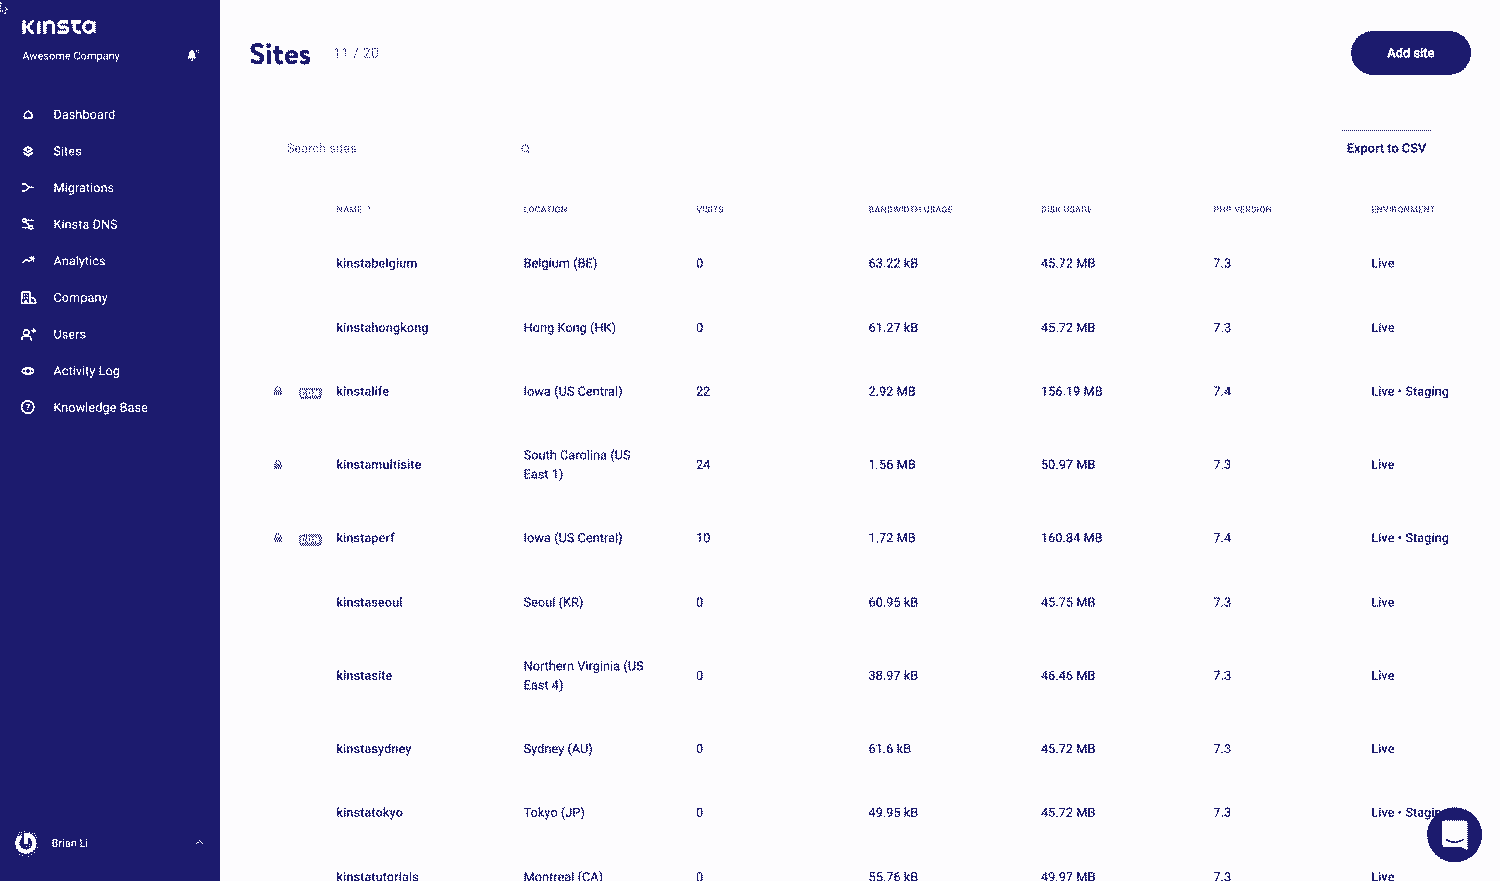 Kinsta
Awesome Company
Dashboard
Sites
Migrations
Kinsta DNS
Analytics
Company
Users
Activity Log
Knowledge Base
Brian Li
Sites 11 / 20
Add site
Search sites
Export to CSV
NAME LOCATION VISITS BANDWIDTH USAGE DISK USAGE PHP VERSION ENVIRONMENT
kinstabelgium Belgium (BE) 0 63.22 kB 45.72 MB 7.3 Live
kinstahongkong Hong Kong (HK) 0 61.27 kB 45.72 MB 7.3 Live
kinstalife Iowa (US Central) 22 2.92 MB 156.19 MB 7.4 Live • Staging
South Carolina (US
kinstamultisite 24 1.56 MB 50.97 MB 7.3 Live
East 1)
kinstaperf Iowa (US Central) 10 1.72 MB 160.84 MB 7.4 Live • Staging
kinstaseoul Seoul (KR) 0 60.95 kB 45.75 MB 7.3 Live
Northern Virginia (US
kinstasite 0 38.97 kB 46.46 MB 7.3 Live
East 4)
kinstasydney Sydney (AU) 0 61.6 kB 45.72 MB 7.3 Live
kinstatokyo Tokyo (JP) 0 49.95 kB 45.72 MB 7.3 Live • Staging
kinstatutorials Montreal (CA) 0 55.76 kB 49.97 MB 7.3 Live